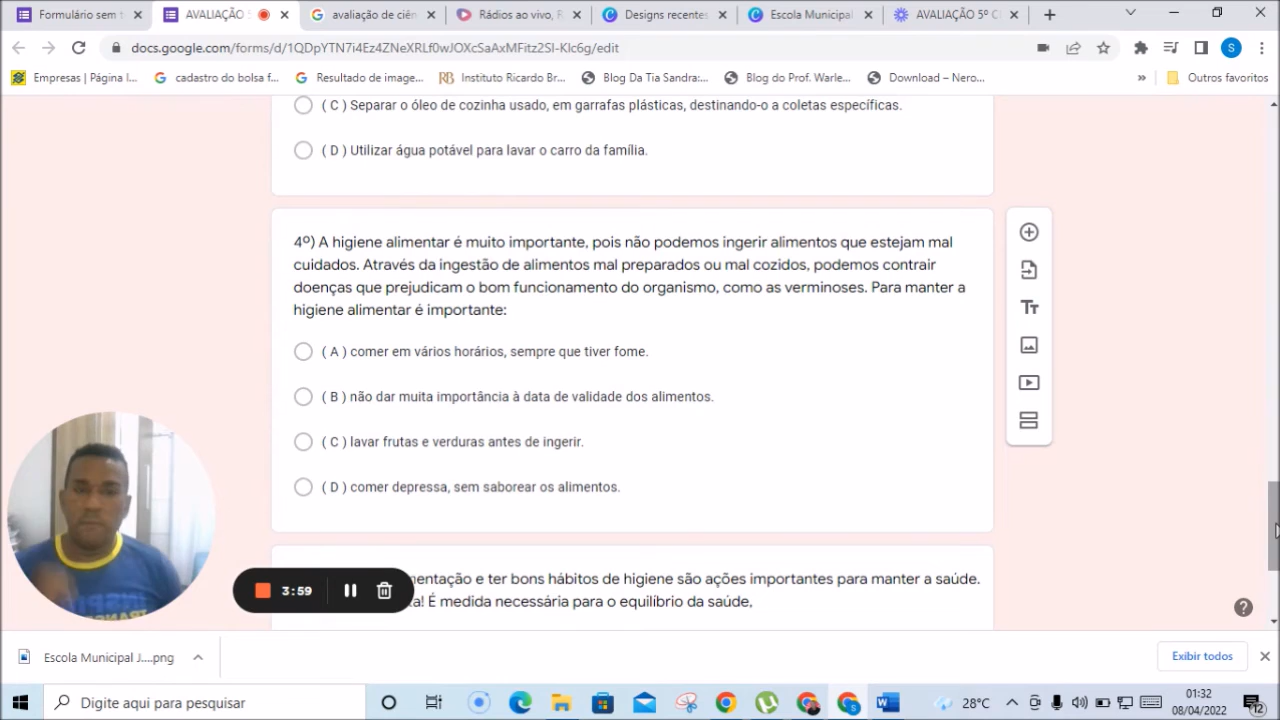 Formulário sem t
AVALIAÇÃO 5
avaliação de ciên
Rádios ao vivo, R
Designs recentes
Escola Municipal
AVALIAÇÃO 5º C
docs.google.com/forms/d/1QDpYTN7i4Ez4ZNeXRLf0wJOXcSaAxMFitz2Sl-KIc6g/edit
S
Empresas | Página I...
cadastro do bolsa f...
Resultado de image...
Instituto Ricardo Br...
Blog Da Tia Sandra:...
Blog do Prof. Warle...
Download – Nero...
»
Outros favoritos
( C ) Separar o óleo de cozinha usado, em garrafas plásticas, destinando-o a coletas específicas.
( D ) Utilizar água potável para lavar o carro da família.
4º) A higiene alimentar é muito importante, pois não podemos ingerir alimentos que estejam mal
cuidados. Através da ingestão de alimentos mal preparados ou mal cozidos, podemos contrair
doenças que prejudicam o bom funcionamento do organismo, como as verminoses. Para manter a
higiene alimentar é importante:
( A ) comer em vários horários, sempre que tiver fome.
( B ) não dar muita importância à data de validade dos alimentos.
( C ) lavar frutas e verduras antes de ingerir.
( D ) comer depressa, sem saborear os alimentos.
Tт
mentação e ter bons hábitos de higiene são ações importantes para manter a saúde.
ta! É medida necessária para o equilíbrio da saúde,
3:59
Escola Municipal J....png
Exibir todos
Digite aqui para pesquisar
28°C
01:32
08/04/2022
12